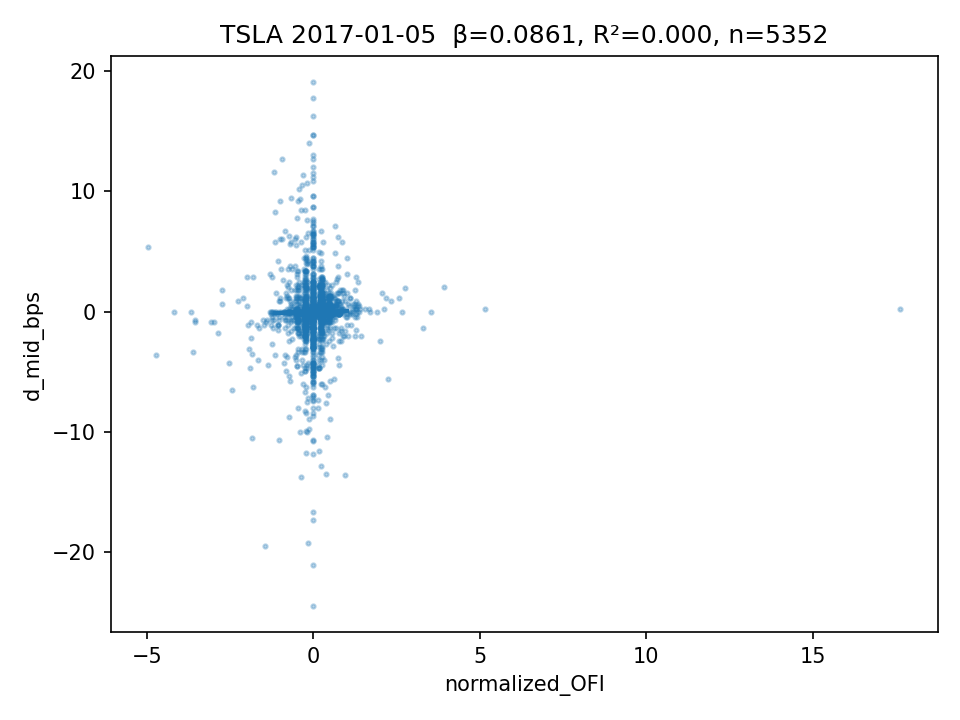 TSLA 2017-01-05  β=0.0861, R²=0.000, n=5352
20
10
0
−10
−20
d_mid_bps
−5 0 5 10 15
normalized_OFI